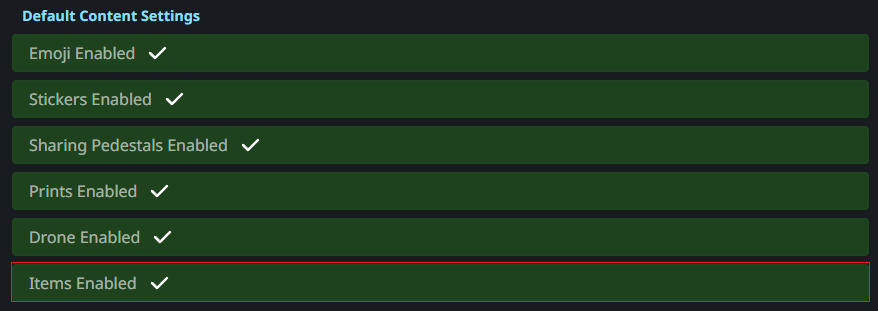 Default Content Settings
Emoji Enabled
Stickers Enabled
Sharing Pedestals Enabled
Prints Enabled
Drone Enabled
Items Enabled